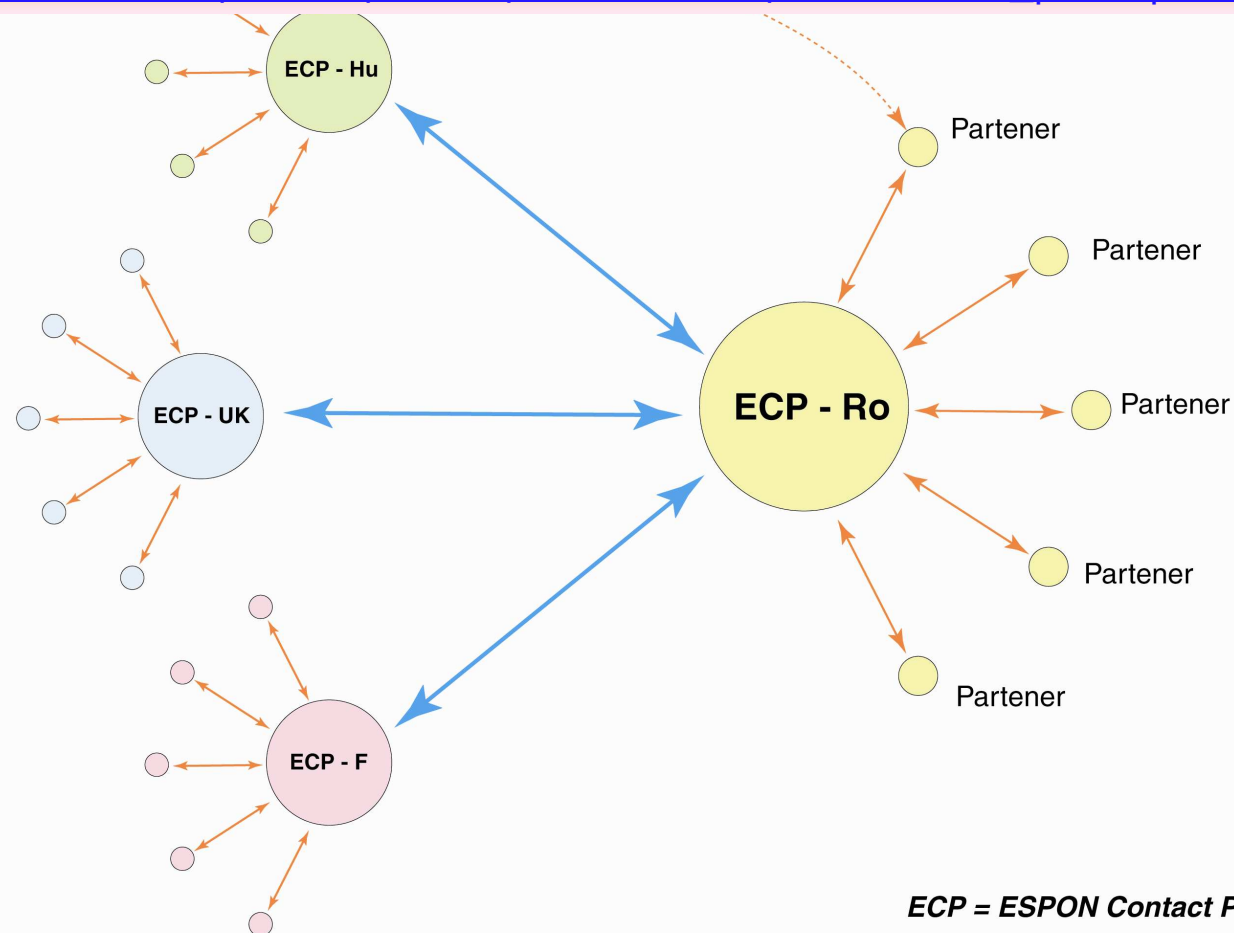 ECP - Hu
Partener
Partener
ECP - Ro
Partener
ECP - UK
Partener
Partener
ECP - F
ECP = ESPON Contact P